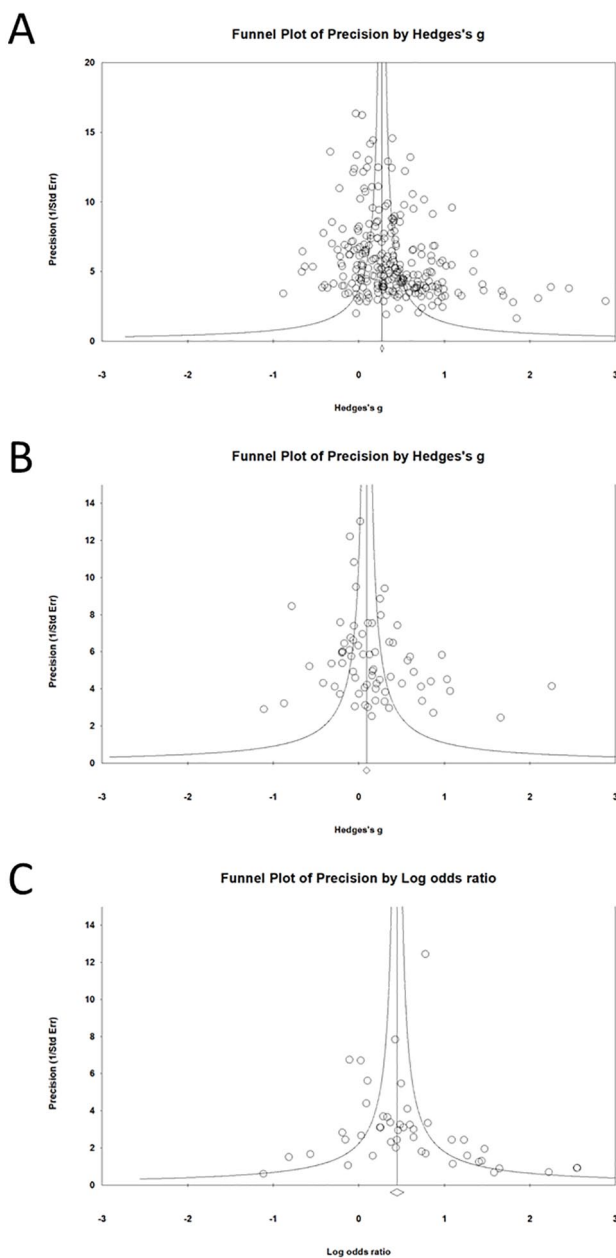 A
Funnel Plot of Precision by Hedges's g
20
15
10
5
0
Precision (1/Std Err)
-3 -2 -1 0 1 2 3
Hedges's g
B
Funnel Plot of Precision by Hedges's g
14
12
10
8
6
4
2
0
Precision (1/Std Err)
-3 -2 -1 0 1 2 3
Hedges's g
C
Funnel Plot of Precision by Log odds ratio
14
12
10
8
6
4
2
0
Precision (1/Std Err)
-3 -2 -1 0 1 2 3
Log odds ratio